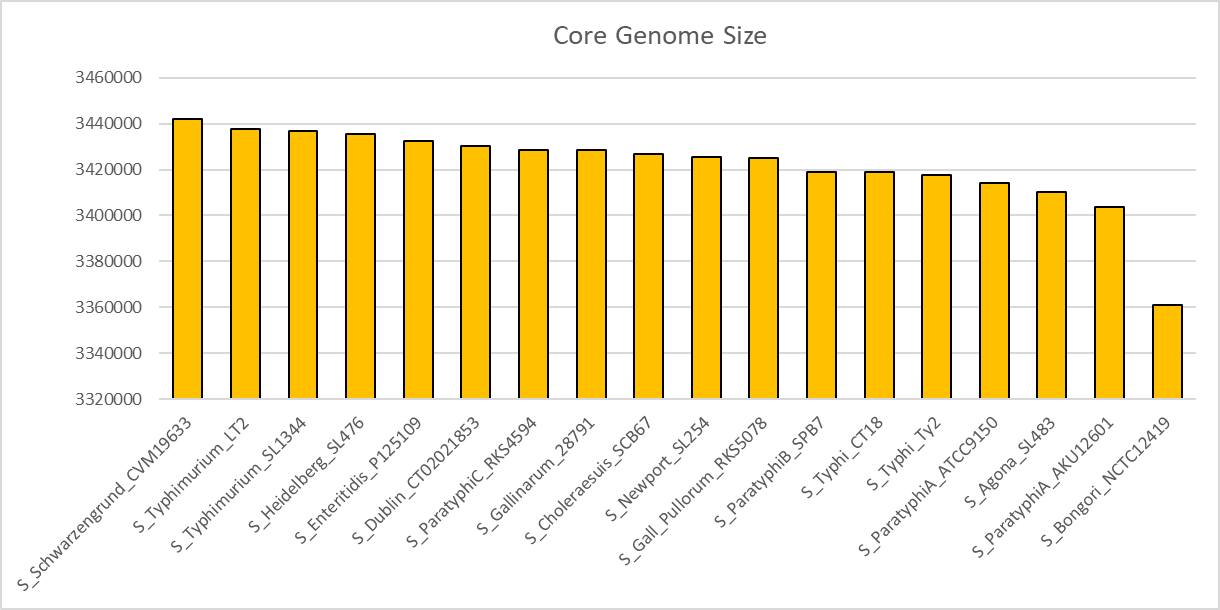 Core Genome Size
3460000
3440000
3420000
3400000
3380000
3360000
3340000
3320000
S_Schwarzengrund_CVM19633
S_Typhimurium_LT2
S_Typhimurium_SL1344
S_Heidelberg_SL476
S_Enteritidis_P125109
S_Dublin_CT02021853
S_ParatyphiC_RKS4594
S_Gallinarum_28791
S_Choleraesuis_SCB67
S_Newport_SL254
S_Gall_Pullorum_RKS5078
S_ParatyphiB_SPB7
S_Typhi_CT18
S_Typhi_Ty2
S_ParatyphiA_ATCC9150
S_Agona_SL483
S_ParatyphiA_AKU12601
S_Bongori_NCTC12419